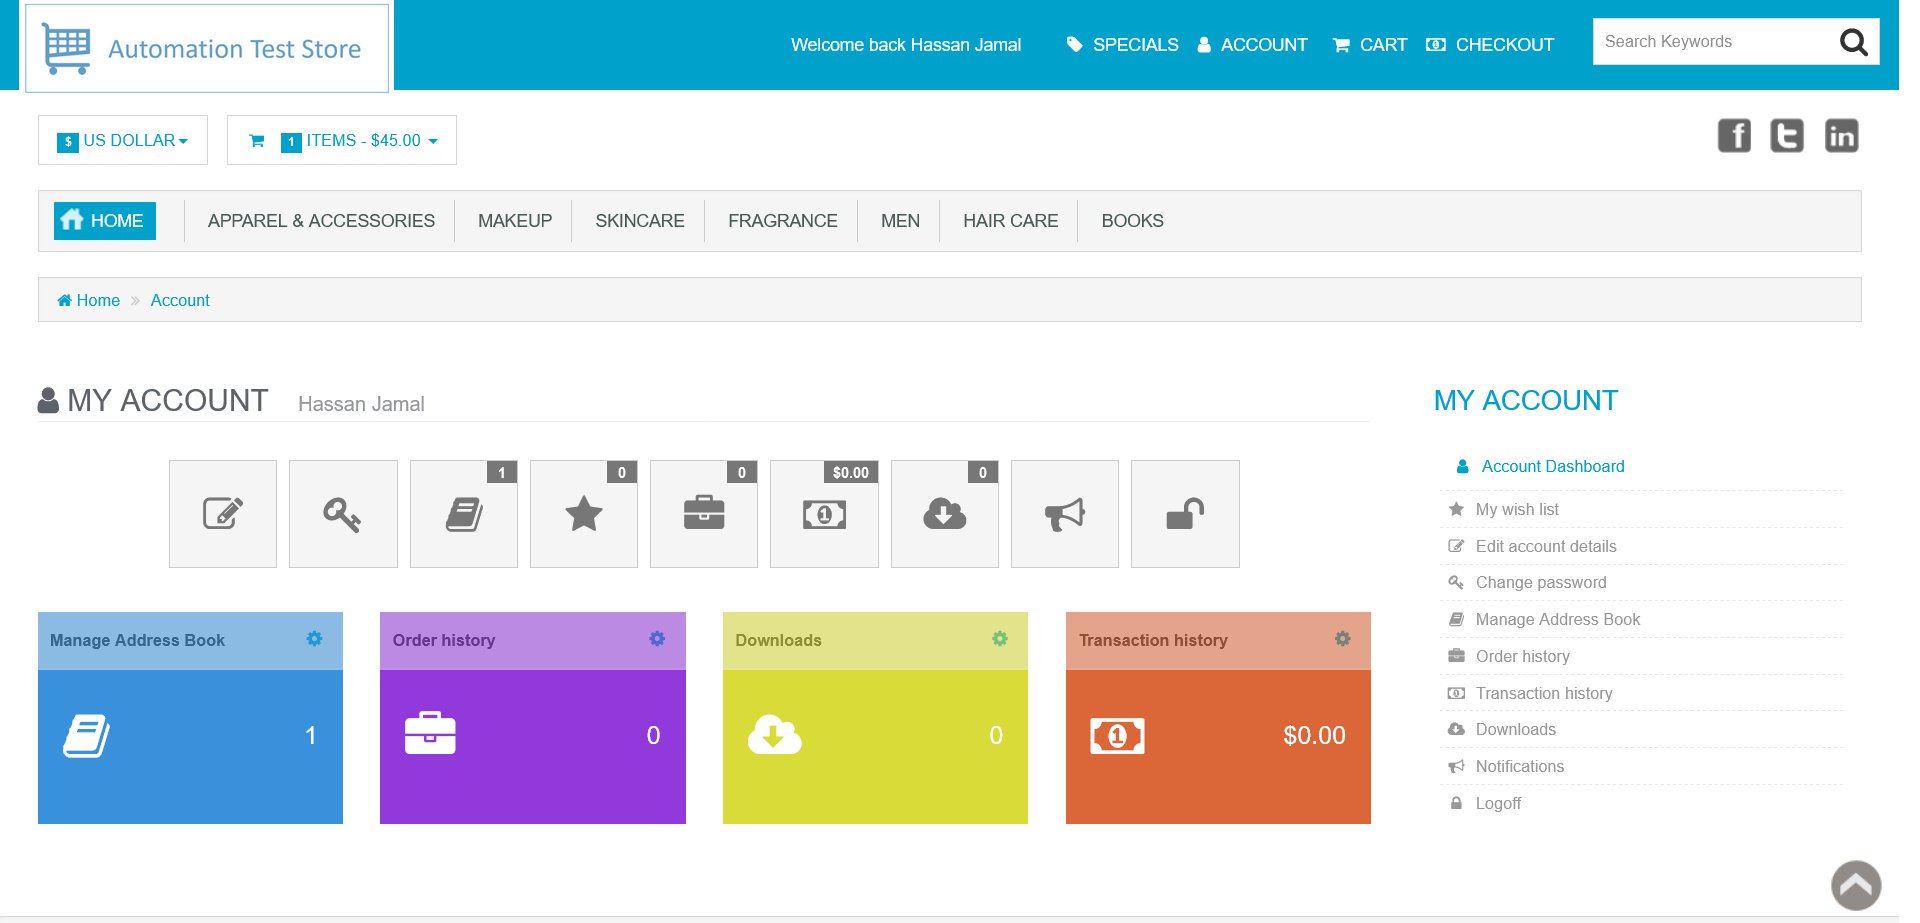 Automation Test Store
Welcome back Hassan Jamal SPECIALS ACCOUNT CART CHECKOUT Search Keywords
$ US DOLLAR 1 ITEMS - $45.00
f t in
HOME APPAREL & ACCESSORIES MAKEUP SKINCARE FRAGRANCE MEN HAIR CARE BOOKS
Home » Account
MY ACCOUNT Hassan Jamal
1 0 0 $0.00 0
Manage Address Book
1
Order history
0
Downloads
0
Transaction history
$0.00
MY ACCOUNT
Account Dashboard
My wish list
Edit account details
Change password
Manage Address Book
Order history
Transaction history
Downloads
Notifications
Logoff